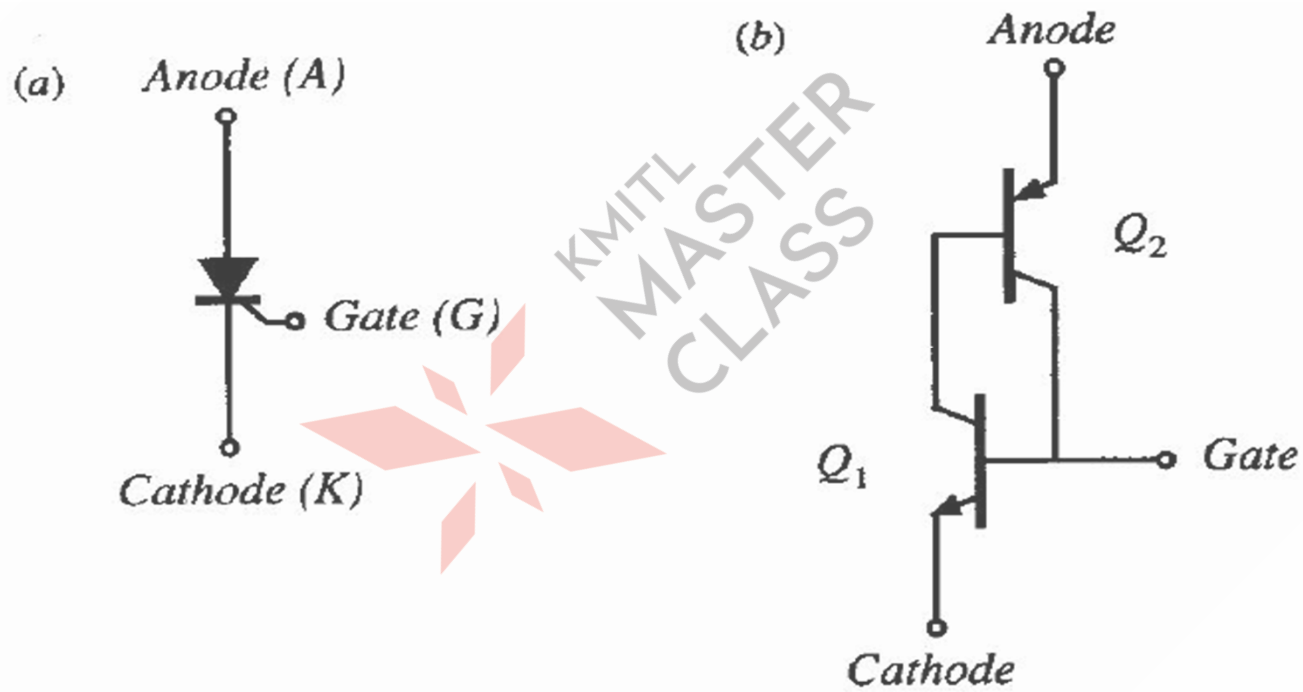 (a)
Anode (A)
Gate (G)
Cathode (K)
KMITL
MASTER
CLASS
(b)
Anode
Q2
Q1
Gate
Cathode